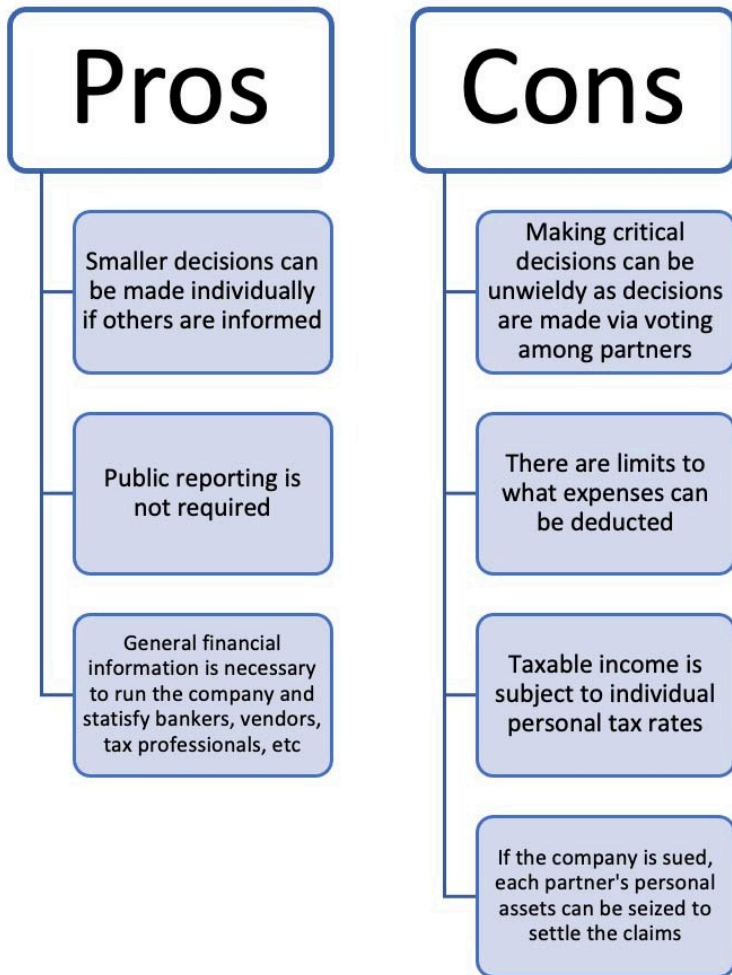 Pros
Smaller decisions can
be made individually
if others are informed
Public reporting is
not required
General financial
information is necessary
to run the company and
statisfy bankers, vendors,
tax professionals, etc
Cons
Making critical
decisions can be
unwieldy as decisions
are made via voting
among partners
There are limits to
what expenses can
be deducted
Taxable income is
subject to individual
personal tax rates
If the company is sued,
each partner's personal
assets can be seized to
settle the claims